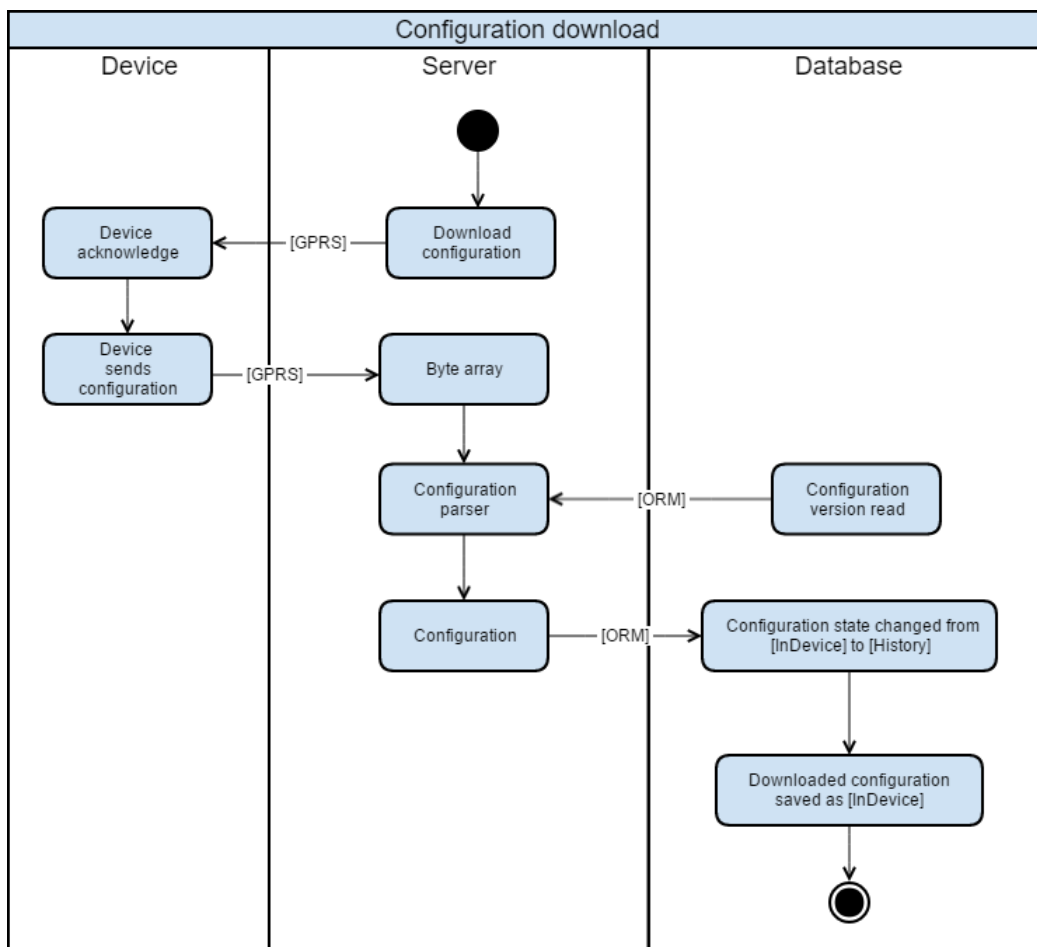 Configuration download
Device
Server
Database
Download
configuration
[GPRS]
Device
acknowledge
Device
sends
configuration
[GPRS]
Byte array
Configuration
parser
[ORM]
Configuration
version read
Configuration
[ORM]
Configuration state changed from
[InDevice] to [History]
Downloaded configuration
saved as [InDevice]